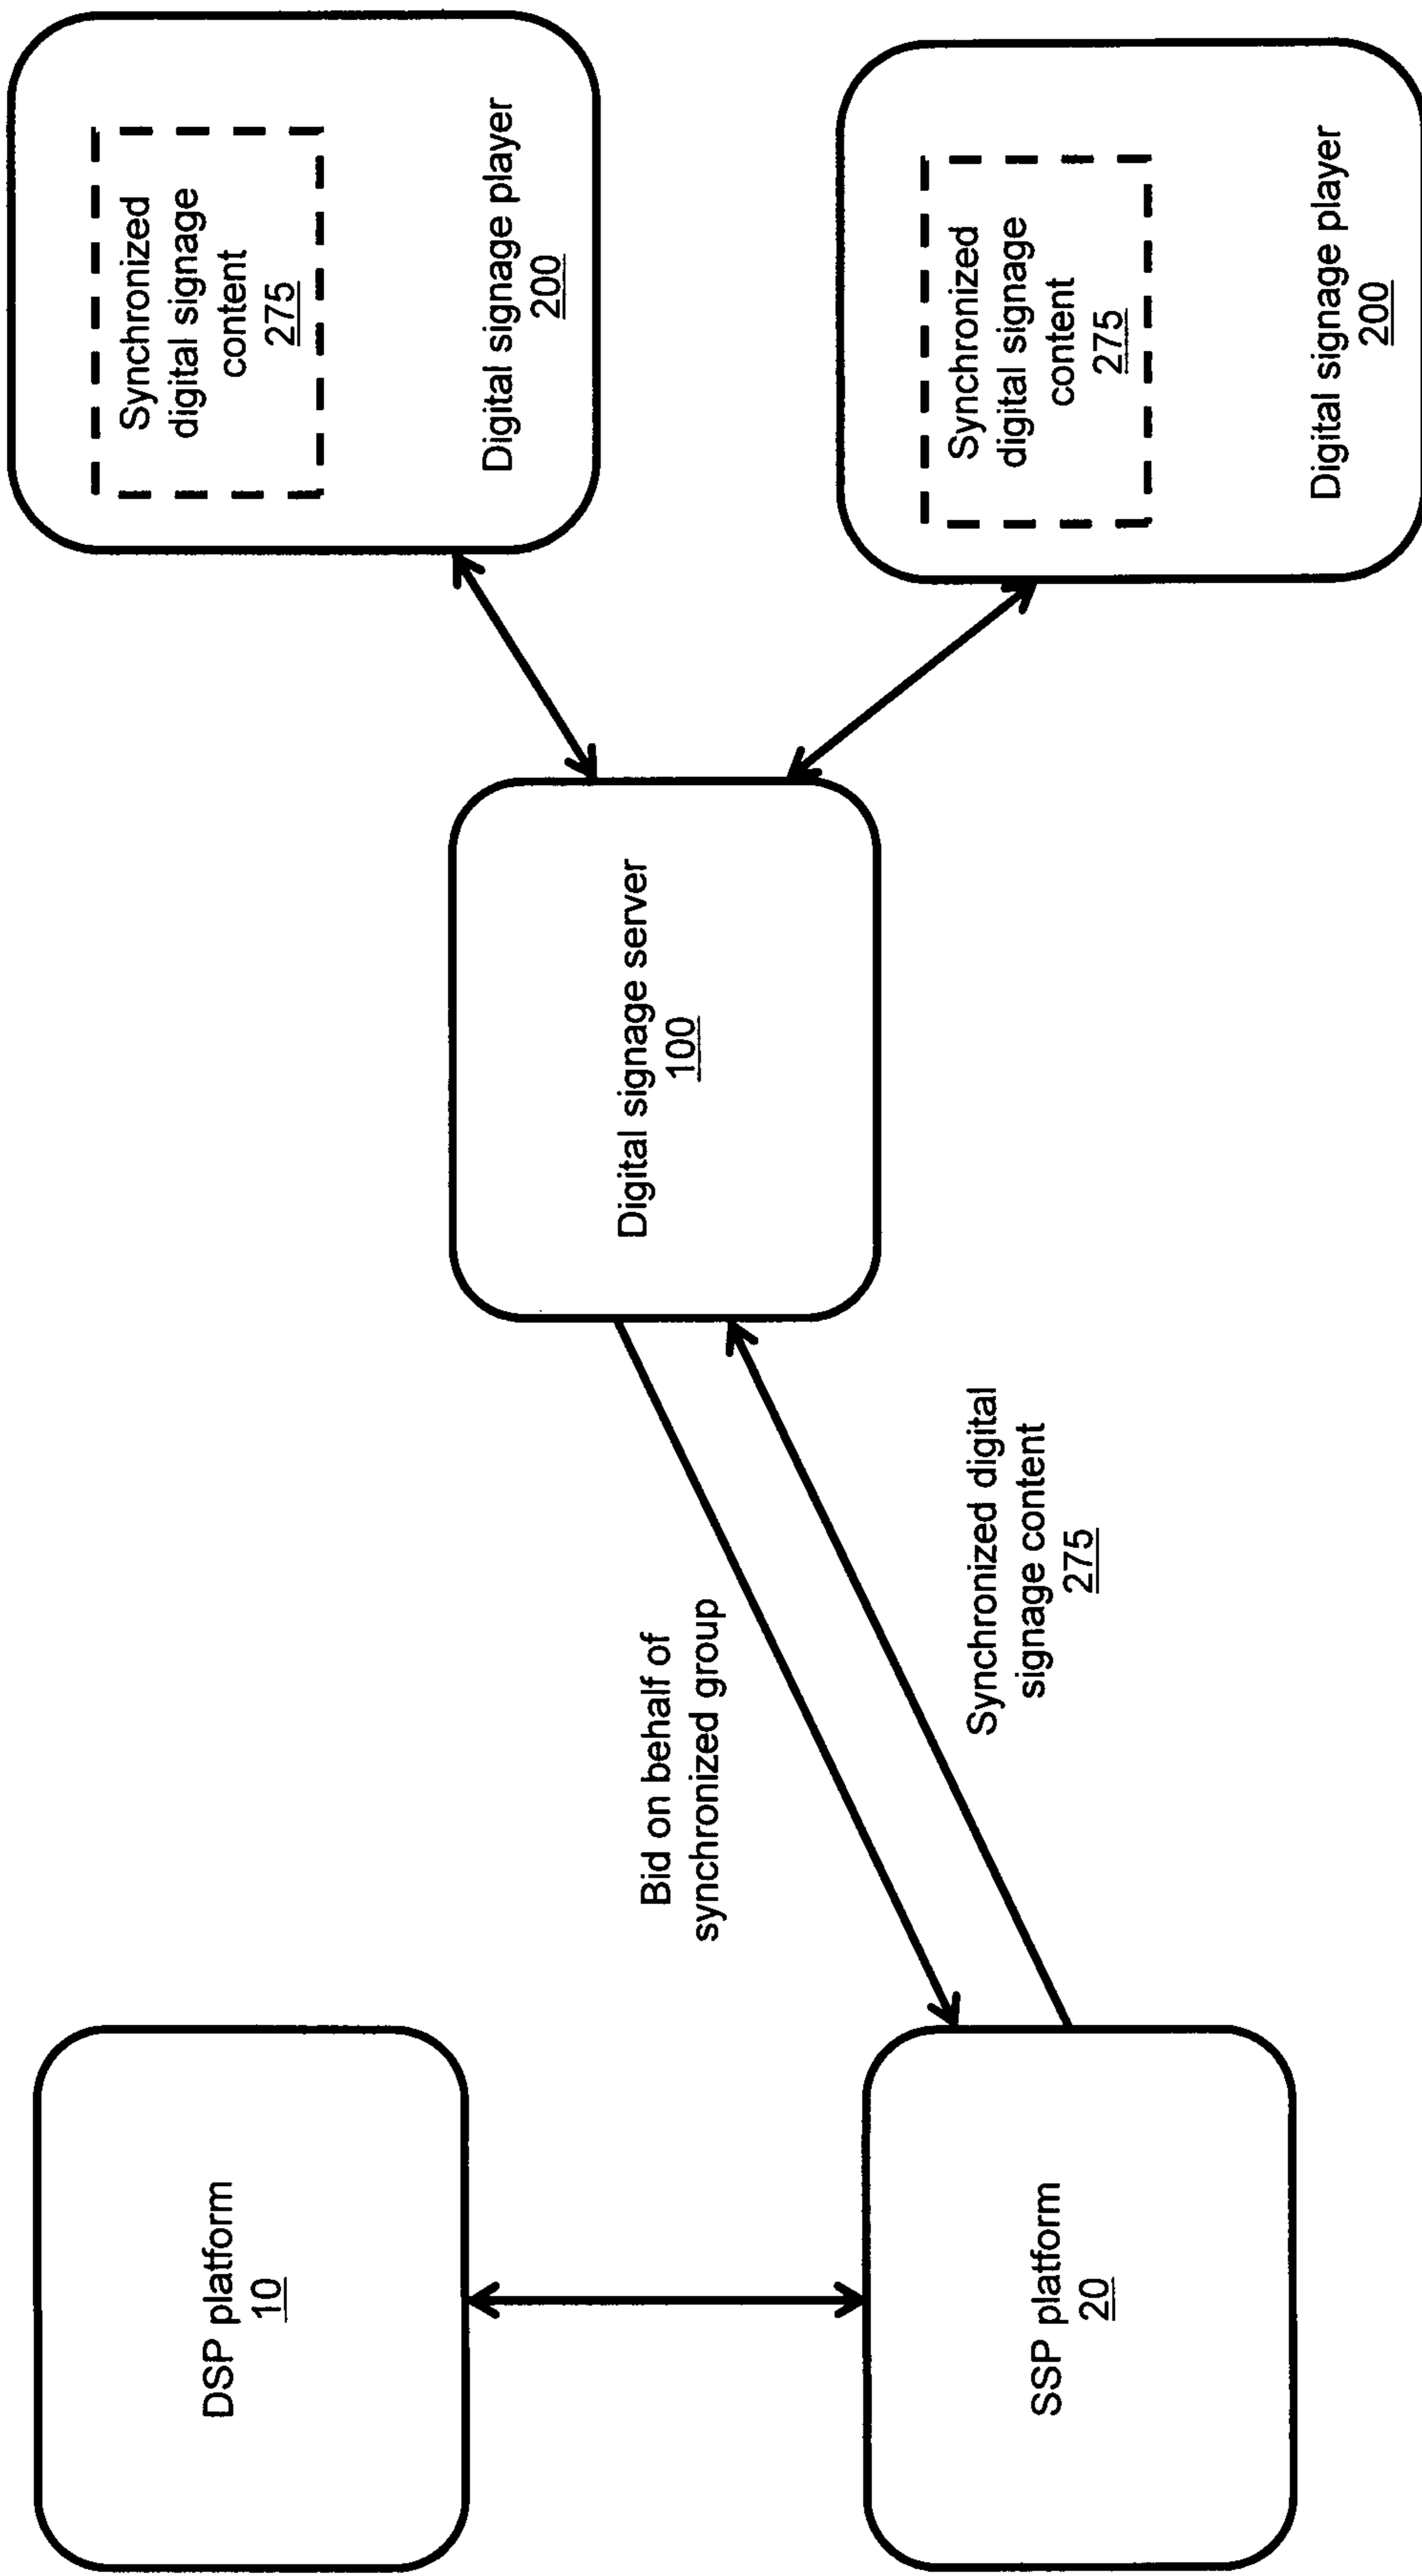 DSP platform
10
SSP platform
20
Bid on behalf of
synchronized group
Synchronized digital
signage content
275
Digital signage server
100
Synchronized
digital signage
content
275
Digital signage player
200
Synchronized
digital signage
content
275
Digital signage player
200